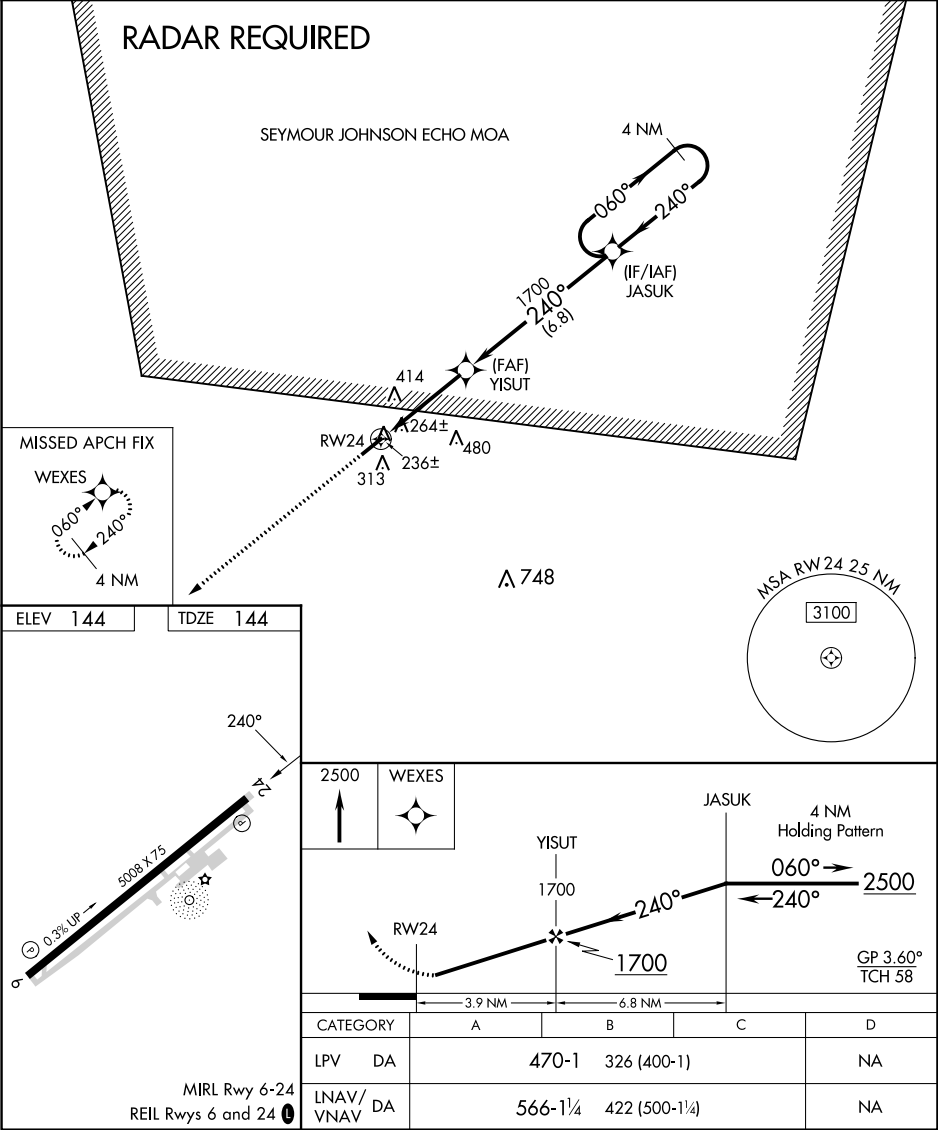 RADAR REQUIRED
SEYMOUR JOHNSON ECHO MOA
4 NM
060°
240°
(IF/IAF)
JASUK
1700
240°
(6.8)
(FAF)
YISUT
414
264±
RW24
236±
480
313
748
MISSED APCH FIX
WEXES
060°
240°
4 NM
MSA RW24 25 NM
3100
ELEV 144
TDZE 144
240°
24
P
5008 X 75
0.3% UP
P
6
MIRL Rwy 6-24
REIL Rwys 6 and 24 L
2500
WEXES
JASUK
4 NM
Holding Pattern
YISUT
060°
2500
1700
240°
240°
RW24
1700
GP 3.60°
TCH 58
3.9 NM
6.8 NM
CATEGORY A B C D
LPV DA 470-1 326 (400-1) NA
LNAV/
VNAV DA 566-1¼ 422 (500-1¼) NA